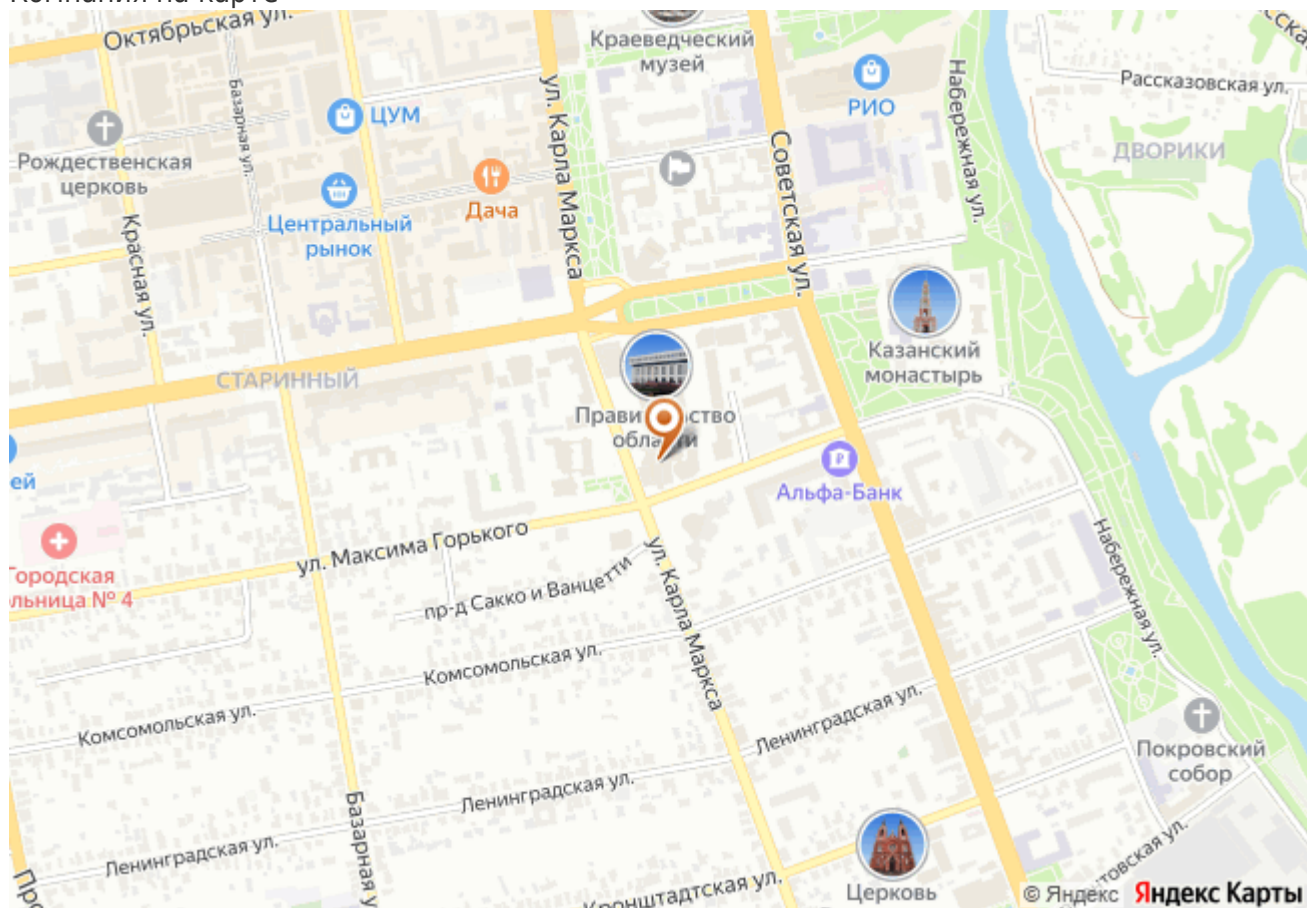 Компания на карте
Октябрьская ул.
Краеведческий
музей
Рассказовская ул.
РИО
Набережная ул.
ДВОРИКИ
Базарная ул.
ЦУМ
ул. Карла Маркса
Советская ул.
Рождественская
церковь
Дача
Центральный
рынок
Красная ул.
Казанский
монастырь
СТАРИННЫЙ
Альфа-Банк
ул. Максима Горького
ул. Карла Маркса
пр-д Сакко и Ванцетти
Набережная ул.
Комсомольская ул.
Комсомольская ул.
Ленинградская ул.
Покровский
собор
Ленинградская ул.
Базарная у
Ленинградская ул.
Церковь
© Яндекс
Яндекс Карты